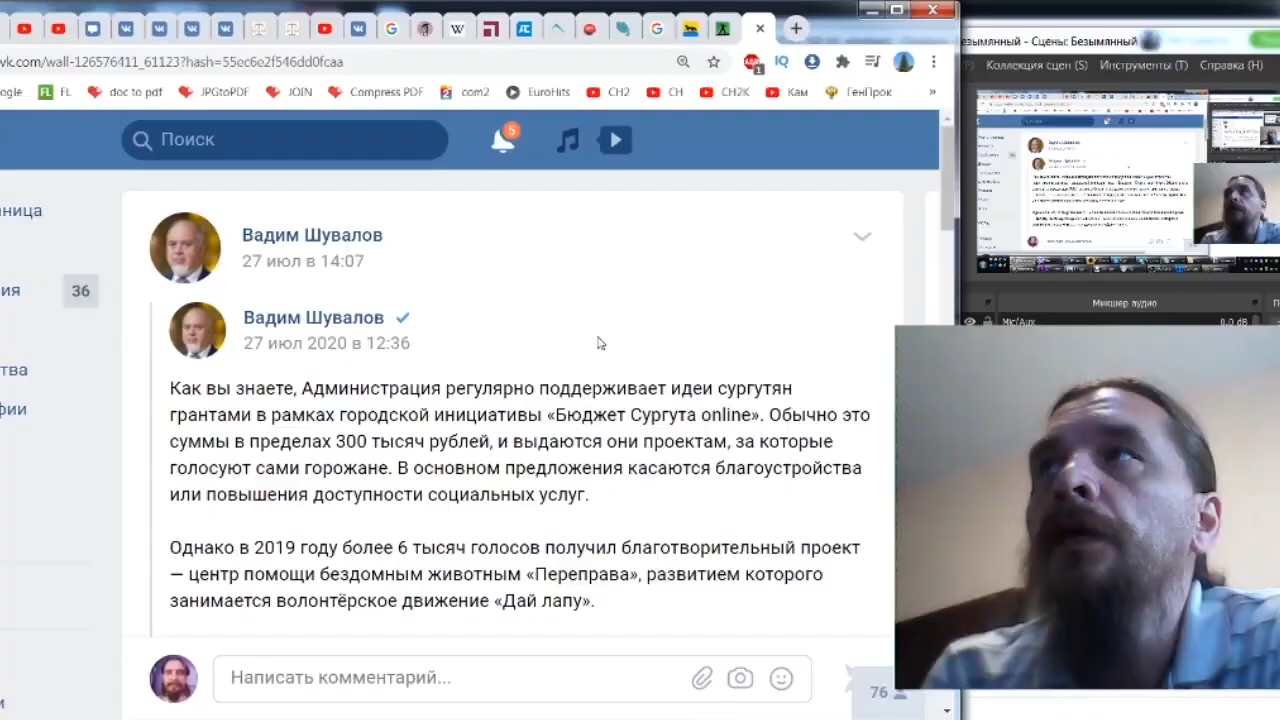 vk.com/wall-126576411_61123?hash=55ec8b2f546dd0fcaa
IQ
ogle FL doc to pdf JPGtoPDF JOIN Compress PDF com2 EuroHits CH2 CH CH2K Кам ГенПрок »
Поиск
5
аница
ия 36
тва
фии
Вадим Шувалов
27 июл в 14:07
Вадим Шувалов
27 июл 2020 в 12:36
Как вы знаете, Администрация регулярно поддерживает идеи сургутян
грантами в рамках городской инициативы «Бюджет Сургута online». Обычно это
суммы в пределах 300 тысяч рублей, и выдаются они проектам, за которые
голосуют сами горожане. В основном предложения касаются благоустройства
или повышения доступности социальных услуг.
Однако в 2019 году более 6 тысяч голосов получил благотворительный проект
— центр помощи бездомным животным «Переправа», развитием которого
занимается волонтёрское движение «Дай лапу».
Написать комментарий...
76
езымянный - Сцены: Безымянный
Коллекция сцен (S) Инструменты (T) Справка (H)
Микшер аудио
Mic/Aux 0.0 dB